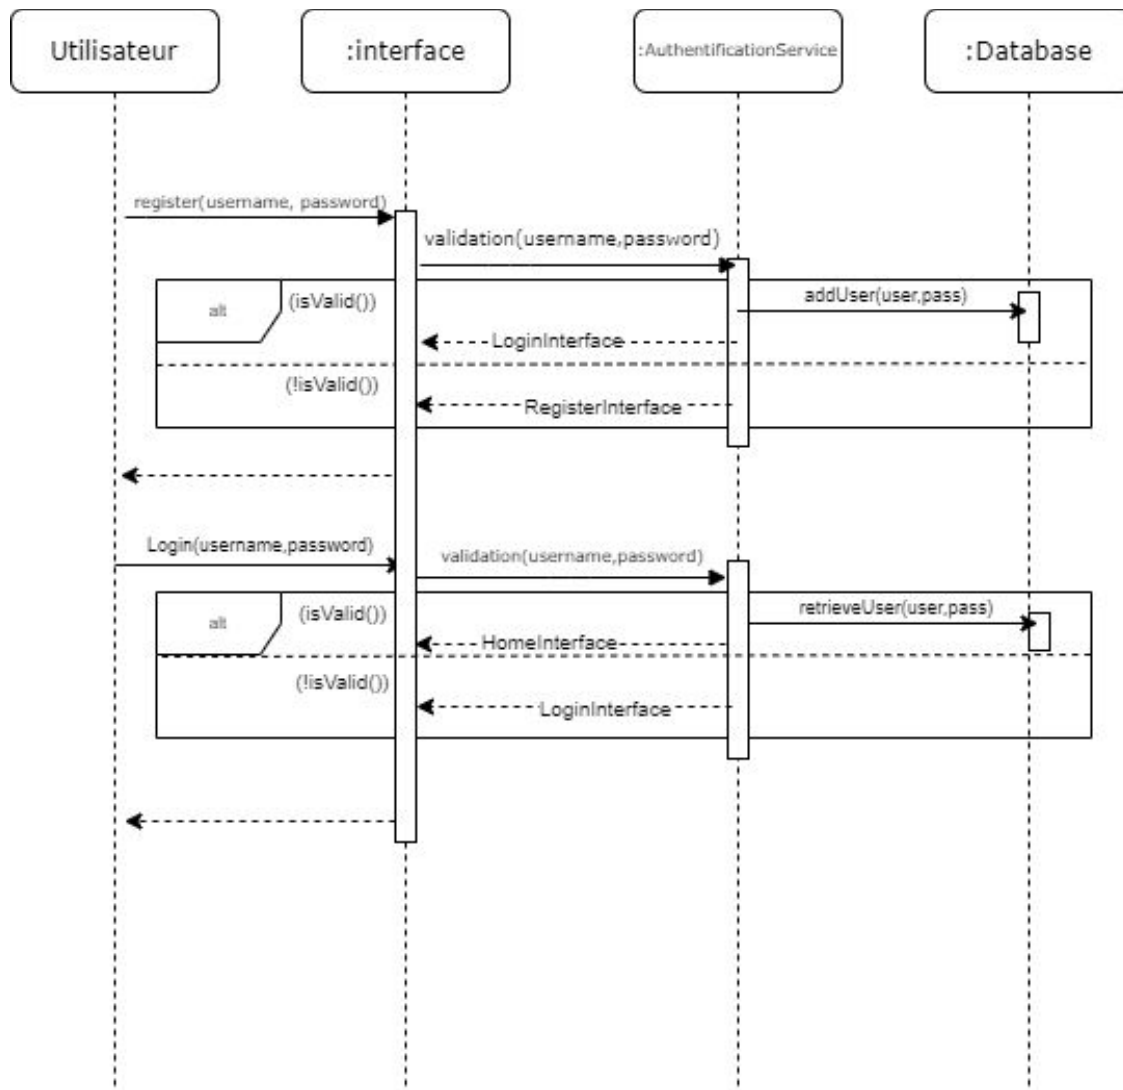 Utilisateur
:interface
:AuthentificationService
:Database
register(username, password)
validation(username,password)
alt
(isValid())
addUser(user,pass)
LoginInterface
(!isValid())
RegisterInterface
Login(username,password)
validation(username,password)
alt
(isValid())
retrieveUser(user,pass)
HomeInterface
(!isValid())
LoginInterface